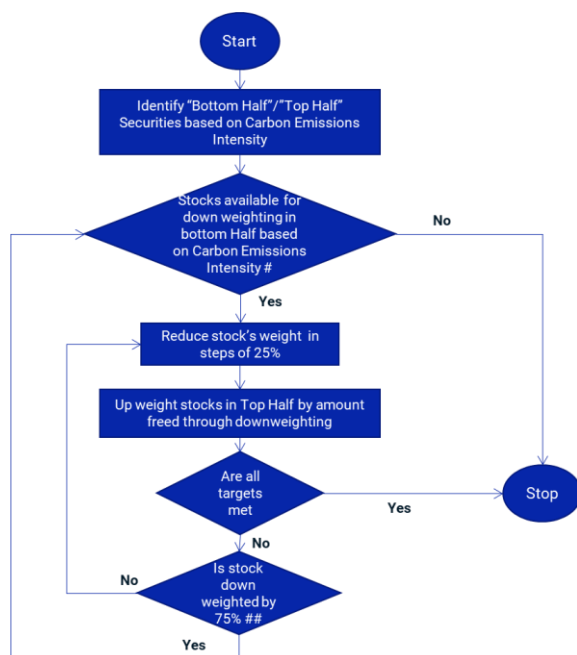 Start
Identify “Bottom Half”/”Top Half”
Securities based on Carbon Emissions
Intensity
Stocks available for
down weighting in
bottom Half based
on Carbon Emissions
Intensity #
No
Yes
Reduce stock’s weight in
steps of 25%
Up weight stocks in Top Half by amount
freed through downweighting
Are all
targets
met
Yes
Stop
No
Is stock
down
weighted by
75% ##
No
Yes